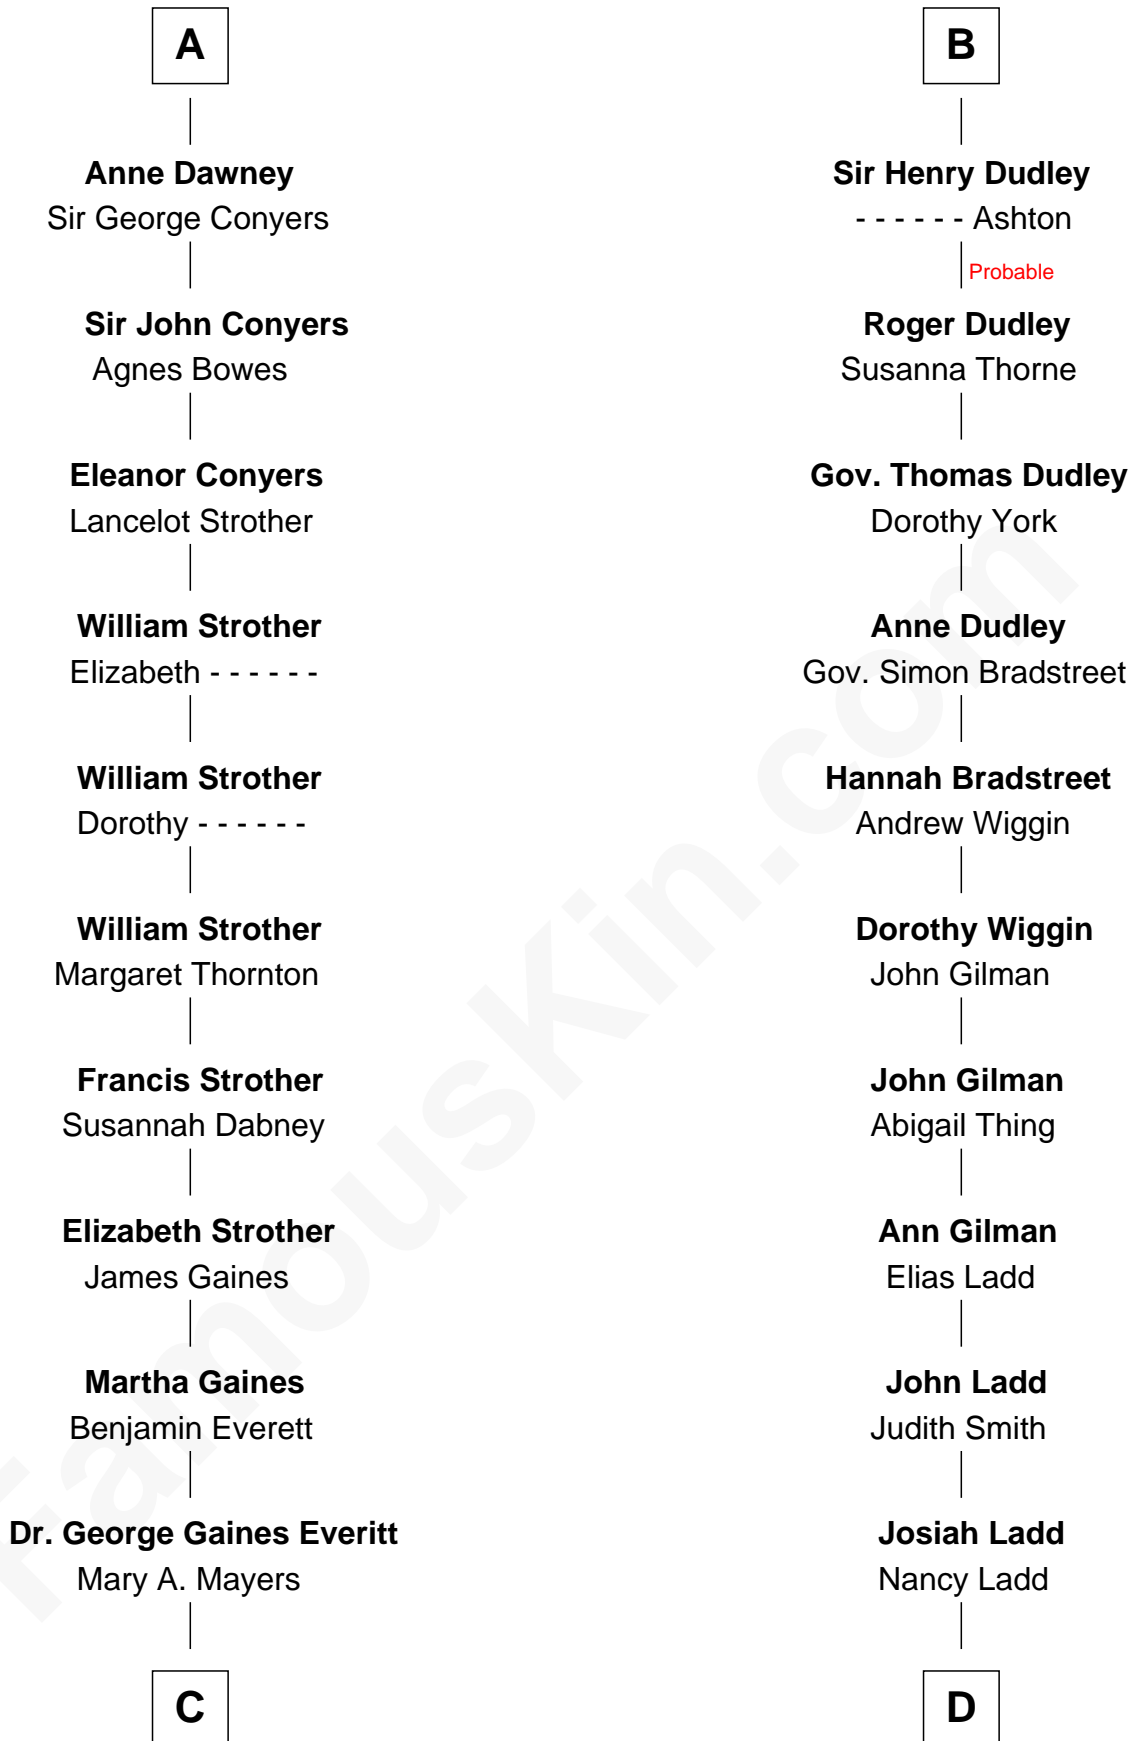 A
Anne Dawney
Sir George Conyers
Sir John Conyers
Agnes Bowes
Eleanor Conyers
Lancelot Strother
William Strother
Elizabeth - - - - - -
William Strother
Dorothy - - - - - -
William Strother
Margaret Thornton
Francis Strother
Susannah Dabney
Elizabeth Strother
James Gaines
Martha Gaines
Benjamin Everett
Dr. George Gaines Everitt
Mary A. Mayers
C
B
Sir Henry Dudley
- - - - - - Ashton
Probable
Roger Dudley
Susanna Thorne
Gov. Thomas Dudley
Dorothy York
Anne Dudley
Gov. Simon Bradstreet
Hannah Bradstreet
Andrew Wiggin
Dorothy Wiggin
John Gilman
John Gilman
Abigail Thing
Ann Gilman
Elias Ladd
John Ladd
Judith Smith
Josiah Ladd
Nancy Ladd
D
FamousKin.com